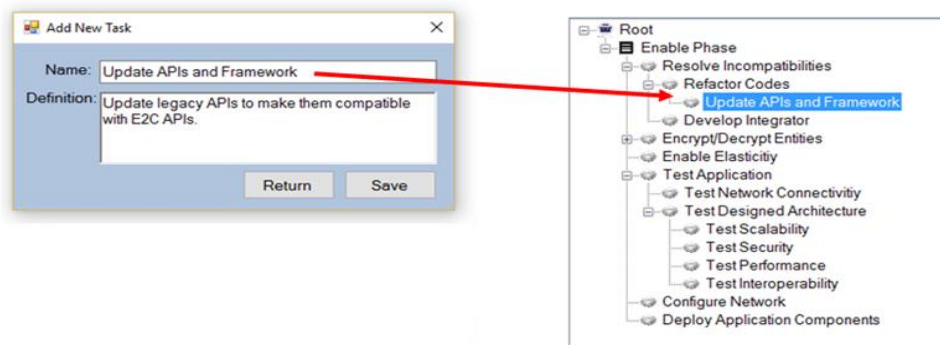 Add New Task
Name: Update APIs and Framework
Definition: Update legacy APIs to make them compatible
with E2C APIs.
Return Save
Root
Enable Phase
Resolve Incompatibilities
Refactor Codes
Update APIs and Framework
Develop Integrator
Encrypt/Decrypt Entities
Enable Elasticitiy
Test Application
Test Network Connectivitiy
Test Designed Architecture
Test Scalability
Test Security
Test Performance
Test Interoperability
Configure Network
Deploy Application Components